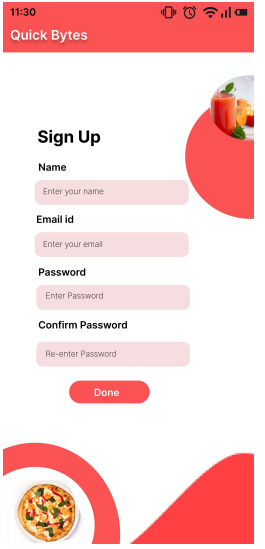 11:30
Quick Bytes
Sign Up
Name
Enter your name
Email id
Enter your email
Password
Enter Password
Confirm Password
Re-enter Password
Done